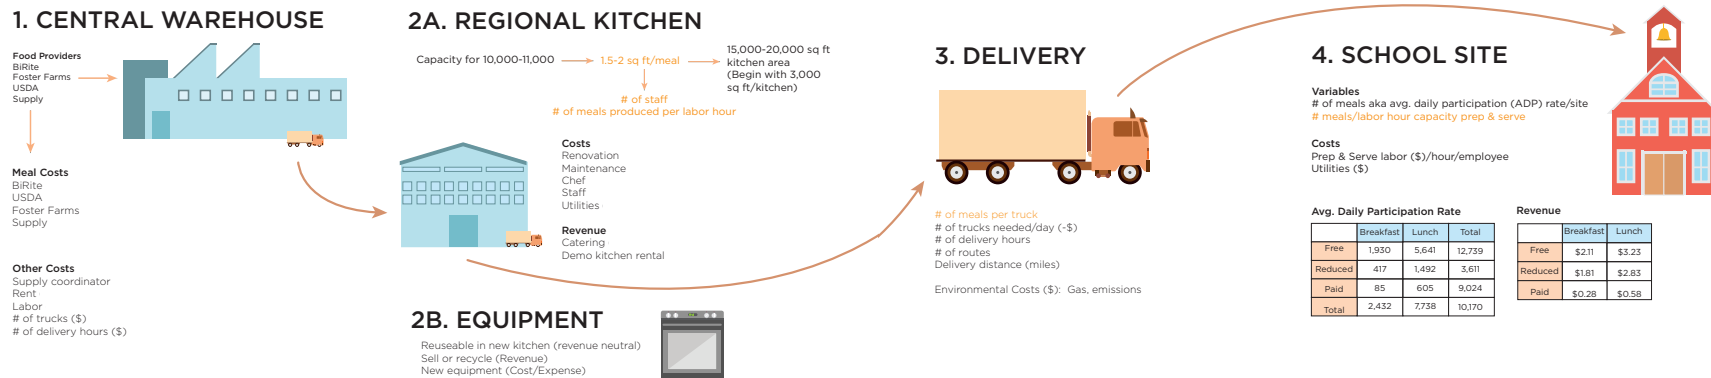 1. CENTRAL WAREHOUSE
Food Providers
BiRite
Foster Farms
USDA
Supply
Meal Costs
BiRite
USDA
Foster Farms
Supply
Other Costs
Supply coordinator
Rent
Labor
# of trucks ($)
# of delivery hours ($)
2A. REGIONAL KITCHEN
Capacity for 10,000-11,000
1.5-2 sq ft/meal
15,000-20,000 sq ft
kitchen area
(Begin with 3,000
sq ft/kitchen)
# of staff
# of meals produced per labor hour
Costs
Renovation
Maintenance
Chef
Staff
Utilities
Revenue
Catering
Demo kitchen rental
2B. EQUIPMENT
Reuseable in new kitchen (revenue neutral)
Sell or recycle (Revenue)
New equipment (Cost/Expense)
3. DELIVERY
# of meals per truck
# of trucks needed/day (-$)
# of delivery hours
# of routes
Delivery distance (miles)
Environmental Costs ($): Gas, emissions
4. SCHOOL SITE
Variables
# of meals aka avg. daily participation (ADP) rate/site
# meals/labor hour capacity prep & serve
Costs
Prep & Serve labor ($)/hour/employee
Utilities ($)
Avg. Daily Participation Rate
Breakfast Lunch Total
Free 1,930 5,641 12,739
Reduced 417 1,492 3,611
Paid 85 605 9,024
Total 2,432 7,738 10,170
Revenue
Breakfast Lunch
Free $2.11 $3.23
Reduced $1.81 $2.83
Paid $0.28 $0.58